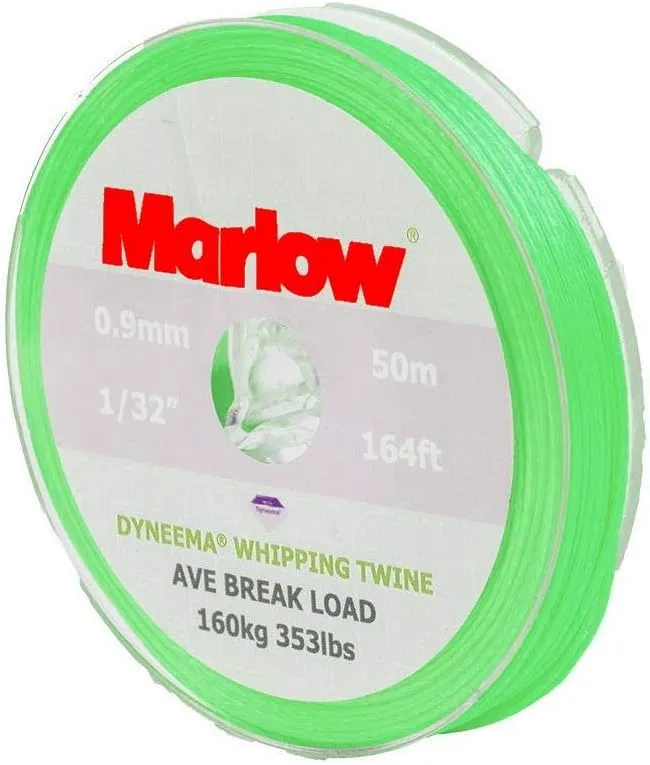 Marlow®
0.9mm
50m
1/32"
164ft
DYNEEMA® WHIPPING TWINE
AVE BREAK LOAD
160kg 353lbs